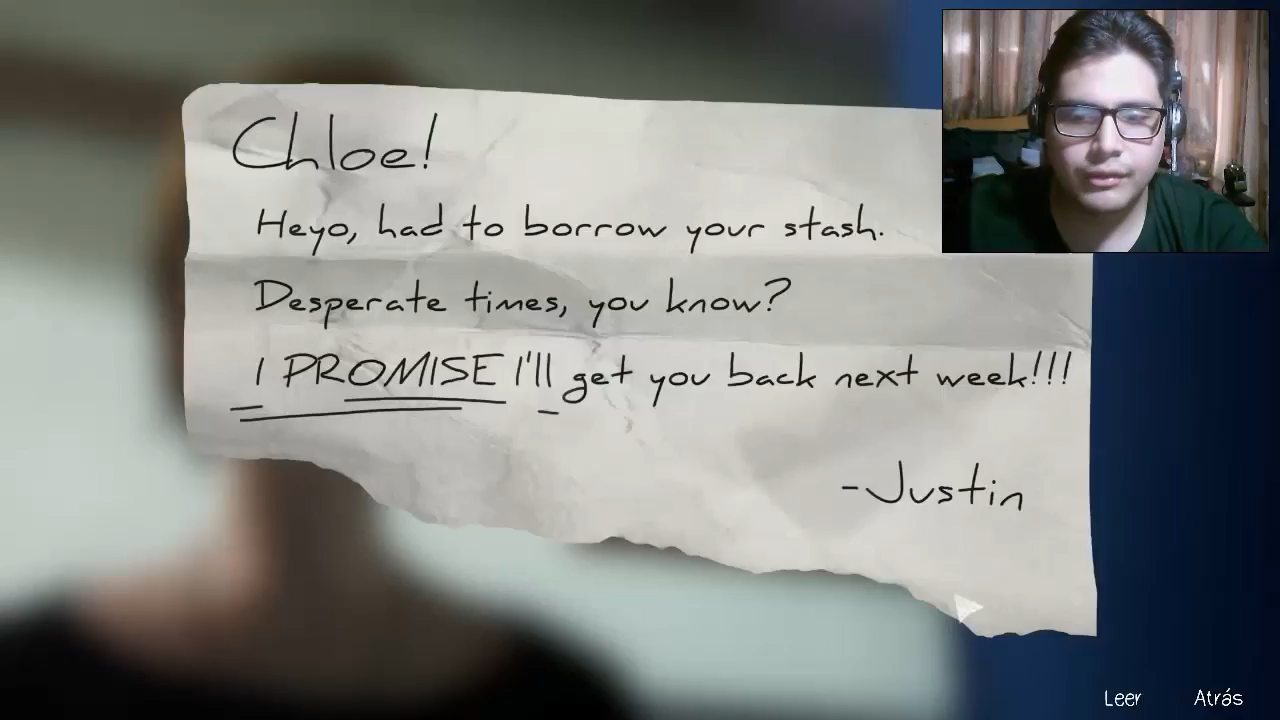 Chloe!
Heyo, had to borrow your stash.
Desperate times, you know?
I PROMISE I'll get you back next week!!!
-Justin
Leer Atrás